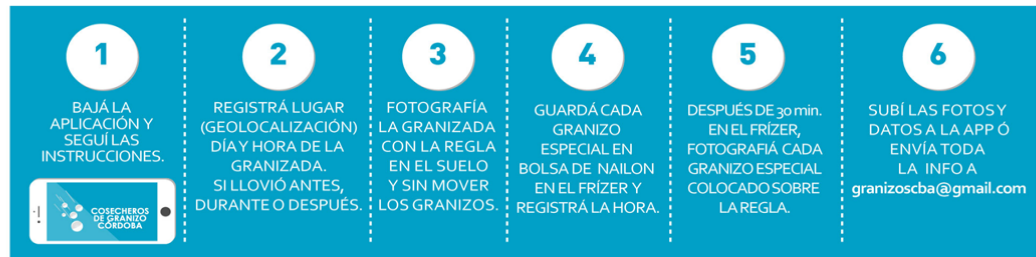 1
BAJÁ LA
APLICACIÓN Y
SEGUÍ LAS
INSTRUCCIONES.
COSECHEROS
DE GRANIZO
CÓRDOBA
2
REGISTRÁ LUGAR
(GEOLOCALIZACIÓN)
DÍA Y HORA DE LA
GRANIZADA.
SI LLOVIÓ ANTES,
DURANTE O DESPUÉS.
3
FOTOGRAFÍA
LA GRANIZADA
CON LA REGLA
EN EL SUELO
Y SIN MOVER
LOS GRANIZOS.
4
GUARDÁ CADA
GRANIZO
ESPECIAL EN
BOLSA DE NAILON
EN EL FRÍZER Y
REGISTRÁ LA HORA.
5
DESPUÉS DE 30 min.
EN EL FRÍZER,
FOTOGRAFIÁ CADA
GRANIZO ESPECIAL
COLOCADO SOBRE
LA REGLA.
6
SUBÍ LAS FOTOS Y
DATOS A LA APP Ó
ENVÍA TODA
LA INFO A
granizoscba@gmail.com